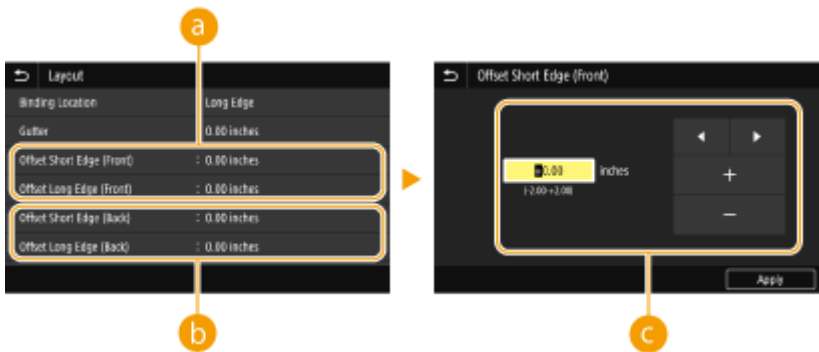 a
Layout
Binding Location Long Edge
Gutter 0.00 inches
Offset Short Edge (Front) : 0.00 inches
Offset Long Edge (Front) : 0.00 inches
Offset Short Edge (Back) : 0.00 inches
Offset Long Edge (Back) : 0.00 inches
b
Offset Short Edge (Front)
0.00 inches
(-2.00-+2.00)
+
−
Apply
c